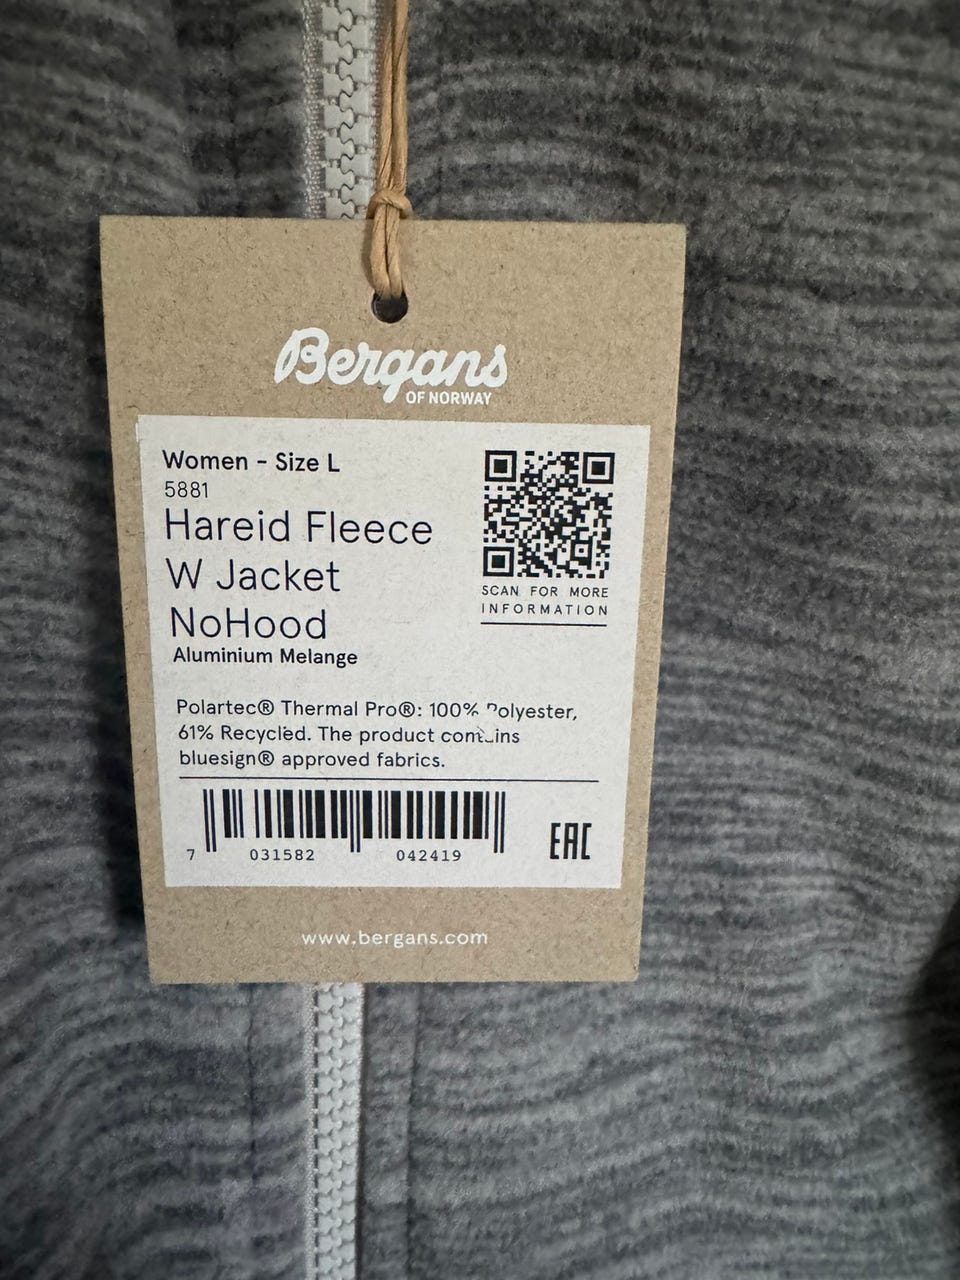 Bergans
OF NORWAY
Women - Size L
5881
Hareid Fleece
W Jacket
NoHood
Aluminium Melange
SCAN FOR MORE
INFORMATION
Polartec® Thermal Pro®: 100% Polyester,
61% Recycled. The product contains
bluesign® approved fabrics.
7 031582 042419
EAC
www.bergans.com